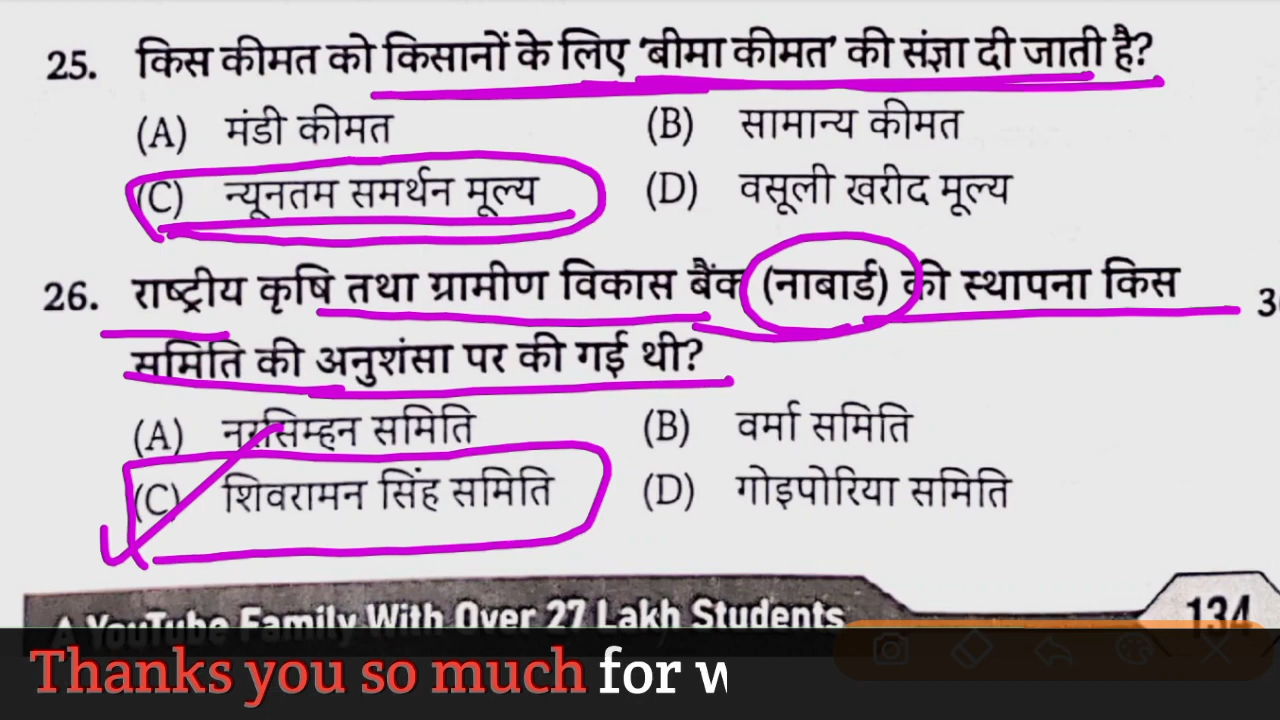 25. किस कीमत को किसानों के लिए 'बीमा कीमत' की संज्ञा दी जाती है?
(A) मंडी कीमत (B) सामान्य कीमत
(C) न्यूनतम समर्थन मूल्य (D) वसूली खरीद मूल्य
26. राष्ट्रीय कृषि तथा ग्रामीण विकास बैंक (नाबार्ड) की स्थापना किस
समिति की अनुशंसा पर की गई थी?
(A) नरसिम्हन समिति (B) वर्मा समिति
(C) शिवरामन सिंह समिति (D) गोइपोरिया समिति
A YouTube Family With Over 27 Lakh Students
134
Thanks you so much for